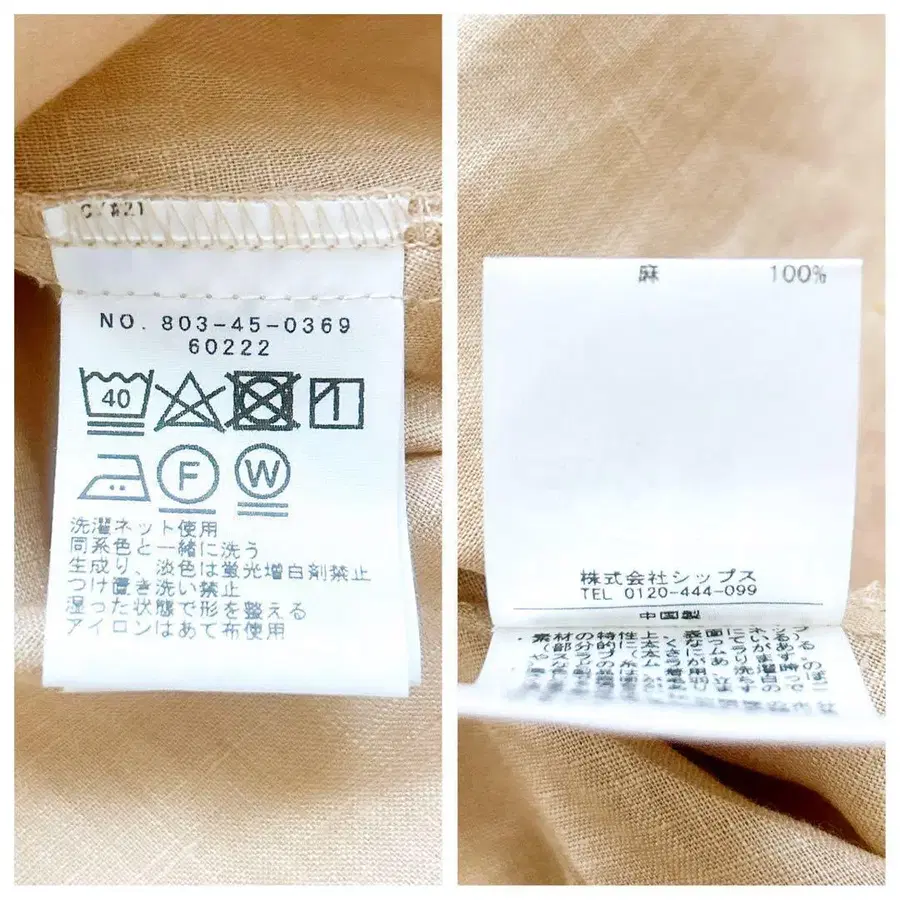 C/#21
NO. 803-45-0369
60222
40
F
W
洗濯ネット使用
同系色と一緒に洗う
生成り、淡色は蛍光増白剤禁止
つけ置き洗い禁止
湿った状態で形を整える
アイロンはあて布使用
麻 100%
株式会社シップス
TEL 0120-444-099
中国製